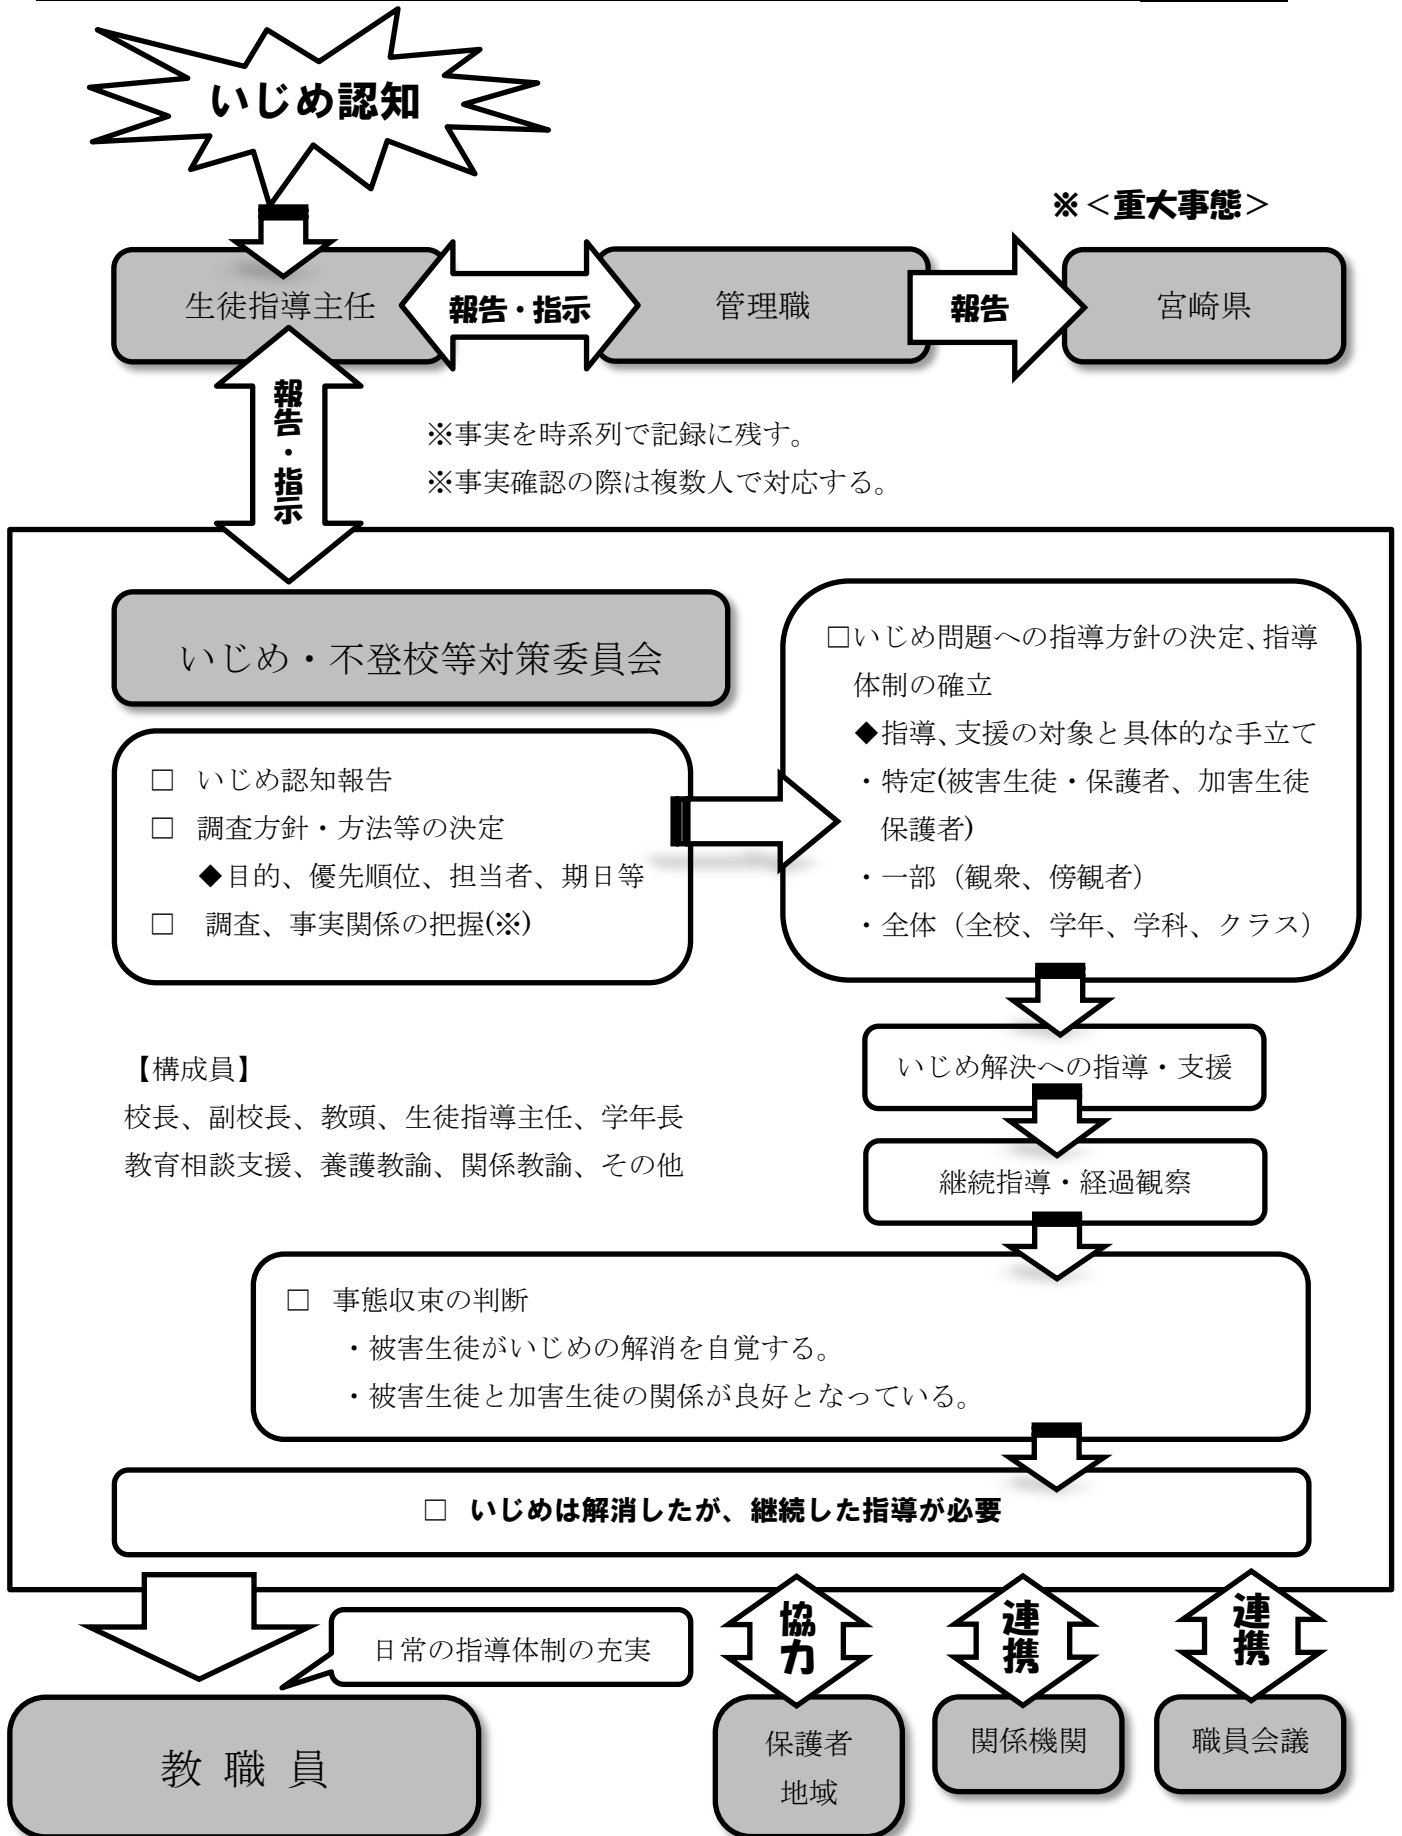 いじめ認知
※<重大事態>
生徒指導主任
報告・指示
管理職
報告
宮崎県
報告・指示
※事実を時系列で記録に残す。
※事実確認の際は複数人で対応する。
いじめ・不登校等対策委員会
□ いじめ認知報告
□ 調査方針・方法等の決定
◆目的、優先順位、担当者、期日等
□ 調査、事実関係の把握(※)
□いじめ問題への指導方針の決定、指導
体制の確立
◆指導、支援の対象と具体的な手立て
・特定(被害生徒・保護者、加害生徒
保護者)
・一部（観衆、傍観者）
・全体（全校、学年、学科、クラス）
いじめ解決への指導・支援
【構成員】
校長、副校長、教頭、生徒指導主任、学年長
教育相談支援、養護教諭、関係教諭、その他
継続指導・経過観察
□ 事態収束の判断
・被害生徒がいじめの解消を自覚する。
・被害生徒と加害生徒の関係が良好となっている。
□ いじめは解消したが、継続した指導が必要
日常の指導体制の充実
協力
連携
連携
教職員
保護者
地域
関係機関
職員会議